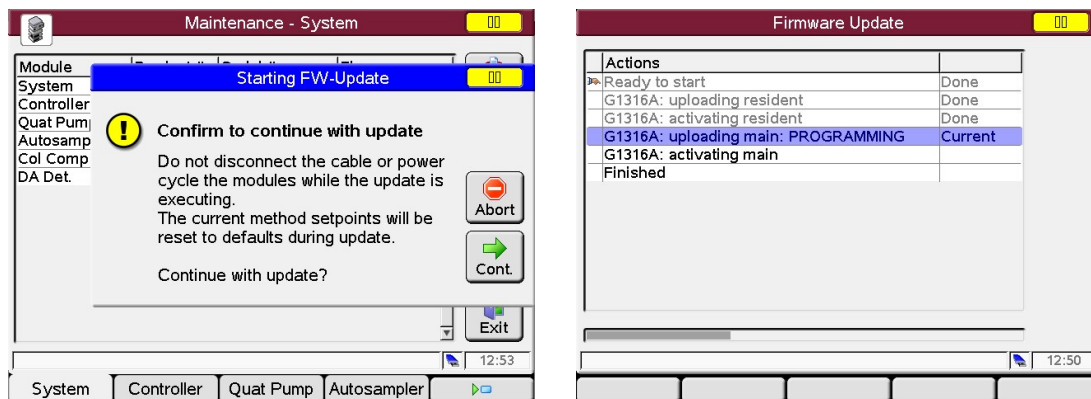 Maintenance - System
Module
System
Controller
Quat Pum
Autosamp
Col Comp
DA Det.
Starting FW-Update
Confirm to continue with update
Do not disconnect the cable or power
cycle the modules while the update is
executing.
The current method setpoints will be
reset to defaults during update.
Continue with update?
Abort
Cont.
Exit
12:53
System Controller Quat Pump Autosampler
Firmware Update
Actions
Ready to start Done
G1316A: uploading resident Done
G1316A: activating resident Done
G1316A: uploading main: PROGRAMMING Current
G1316A: activating main
Finished
12:50